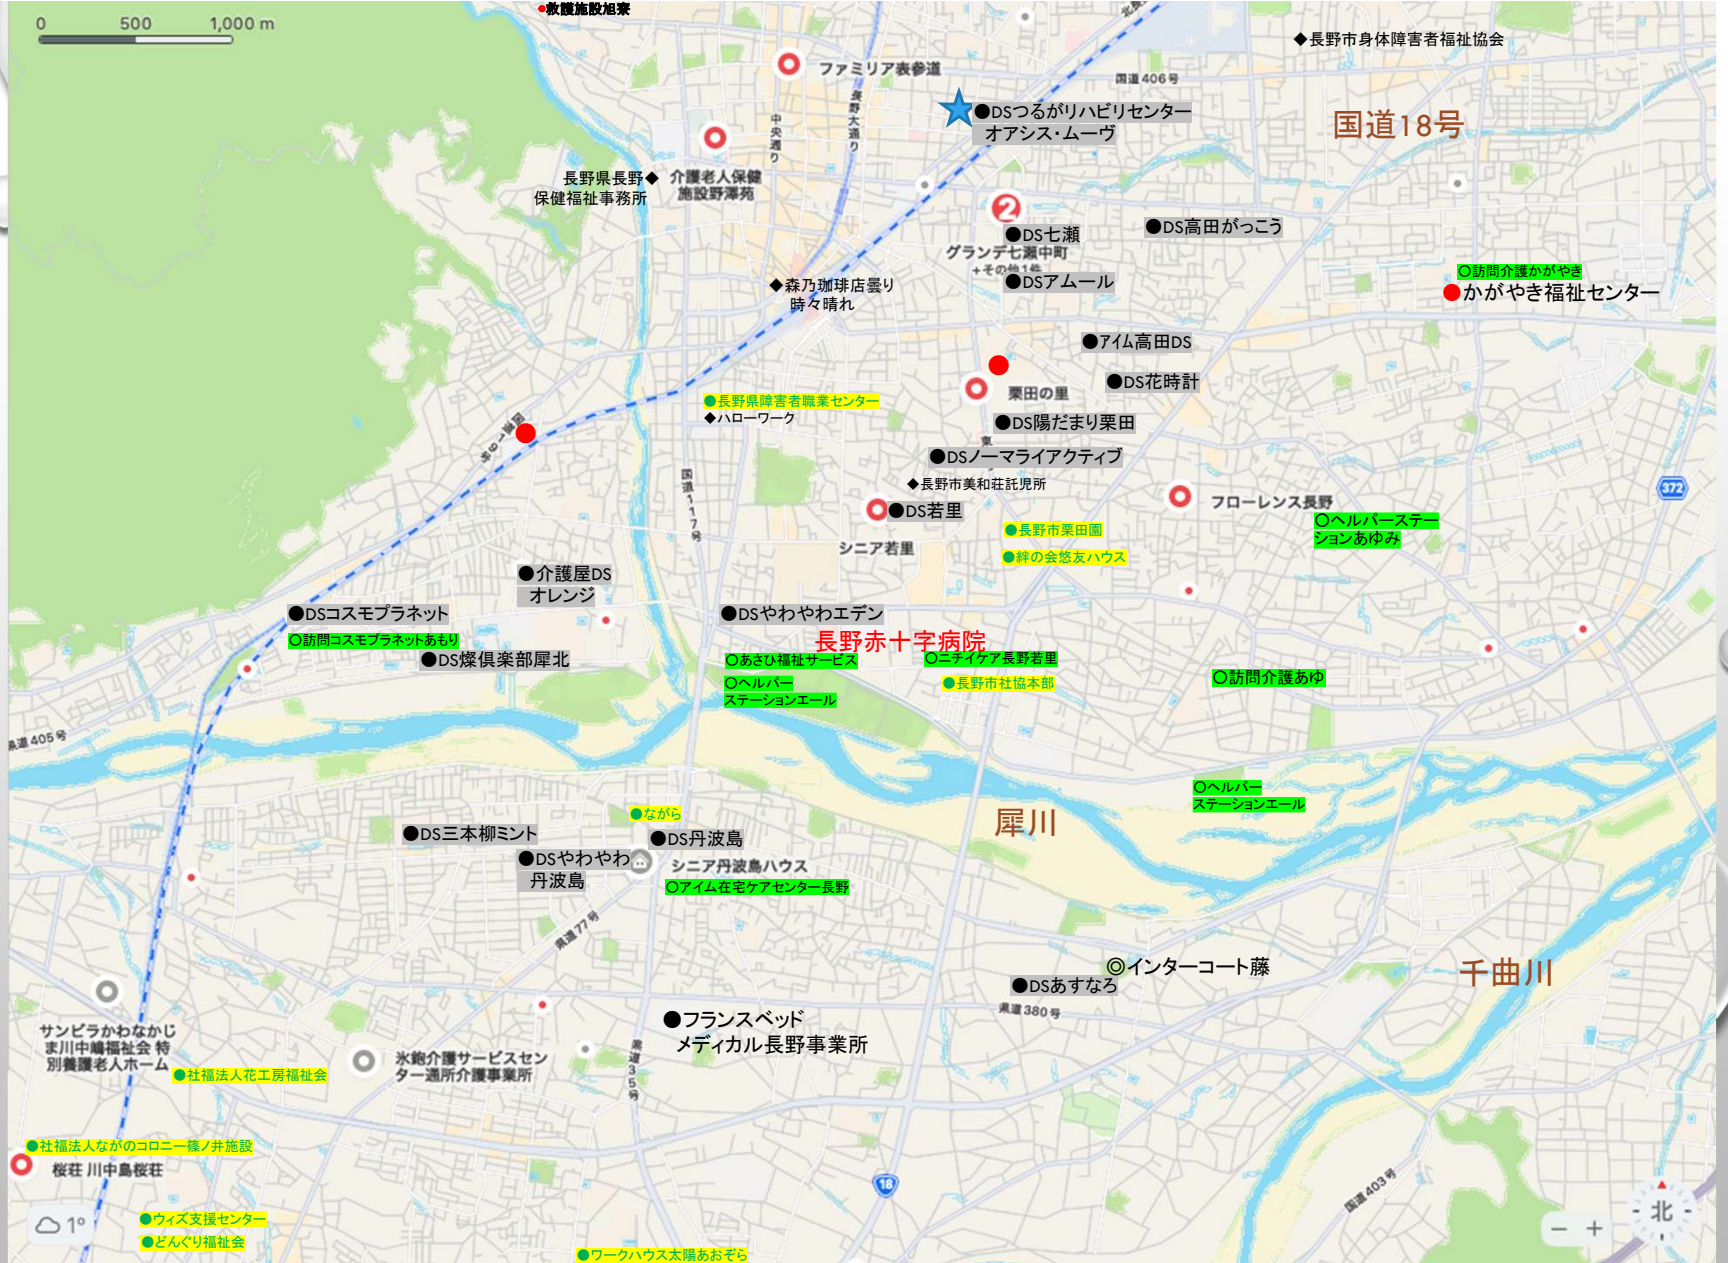 ●救護施設旭寮
0 500 1,000 m
北長
◆長野市身体障害者福祉協会
ファミリア表参道
国道406号
長野大通り
中央通り
●DSつるがリハビリセンター
オアシス・ムーヴ
国道18号
長野県長野◆
保健福祉事務所
介護老人保健
施設野澤苑
2
●DS七瀬
●DS高田がっこう
グランデ七瀬中町
+その他1件
●DSアムール
〇訪問介護かがやき
●かがやき福祉センター
◆森乃珈琲店曇り
時々晴れ
●アイム高田DS
●DS花時計
栗田の里
●長野県障害者職業センター
◆ハローワーク
●DS陽だまり栗田
国道19号
東
●DSノーマライアクティブ
◆長野市美和荘託児所
国道117号
372
フローレンス長野
●DS若里
〇ヘルパーステー
ションあゆみ
●長野市栗田園
シニア若里
●絆の会悠友ハウス
●介護屋DS
オレンジ
●DSコスモプラネット
●DSやわやわエデン
〇訪問コスモプラネットあもり
長野赤十字病院
●DS燦倶楽部犀北
〇あさひ福祉サービス
〇ニチイケア長野若里
〇ヘルパー
ステーションエール
●長野市社協本部
〇訪問介護あゆ
県道405号
〇ヘルパー
ステーションエール
●ながら
犀川
●DS三本柳ミント
●DS丹波島
●DSやわやわ
丹波島
シニア丹波島ハウス
〇アイム在宅ケアセンター長野
県道77号
◎インターコート藤
●DSあすなろ
千曲川
県道380号
●フランスベッド
メディカル長野事業所
サンビラかわなかじ
ま川中嶋福祉会 特
別養護老人ホーム
氷鉋介護サービスセン
ター通所介護事業所
県道35号
●社福法人花工房福祉会
●社福法人ながのコロニー篠ノ井施設
桜荘 川中島桜荘
18
国道403号
北
1°
●ウィズ支援センター
●どんぐり福祉会
●ワークハウス太陽あおぞら
− +